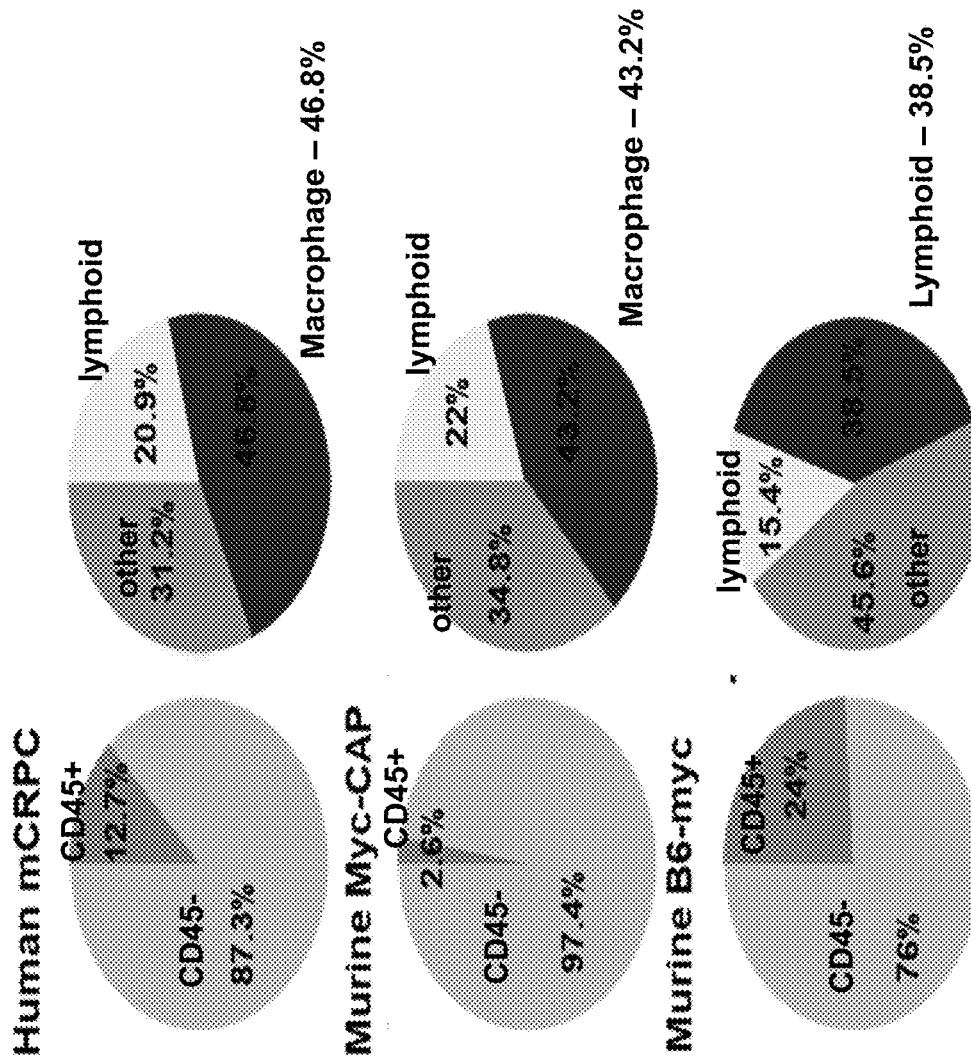 Human mCRPC
CD45+
12.7%
CD45-
87.3%
other
31.2%
lymphoid
20.9%
46.8%
Macrophage – 46.8%
Murine Myc-CAP
CD45+
2.6%
CD45-
97.4%
other
34.8%
lymphoid
22%
43.2%
Macrophage – 43.2%
Murine B6-myc
CD45+
24%
CD45-
76%
lymphoid
15.4%
45.6%
other
Lymphoid – 38.5%